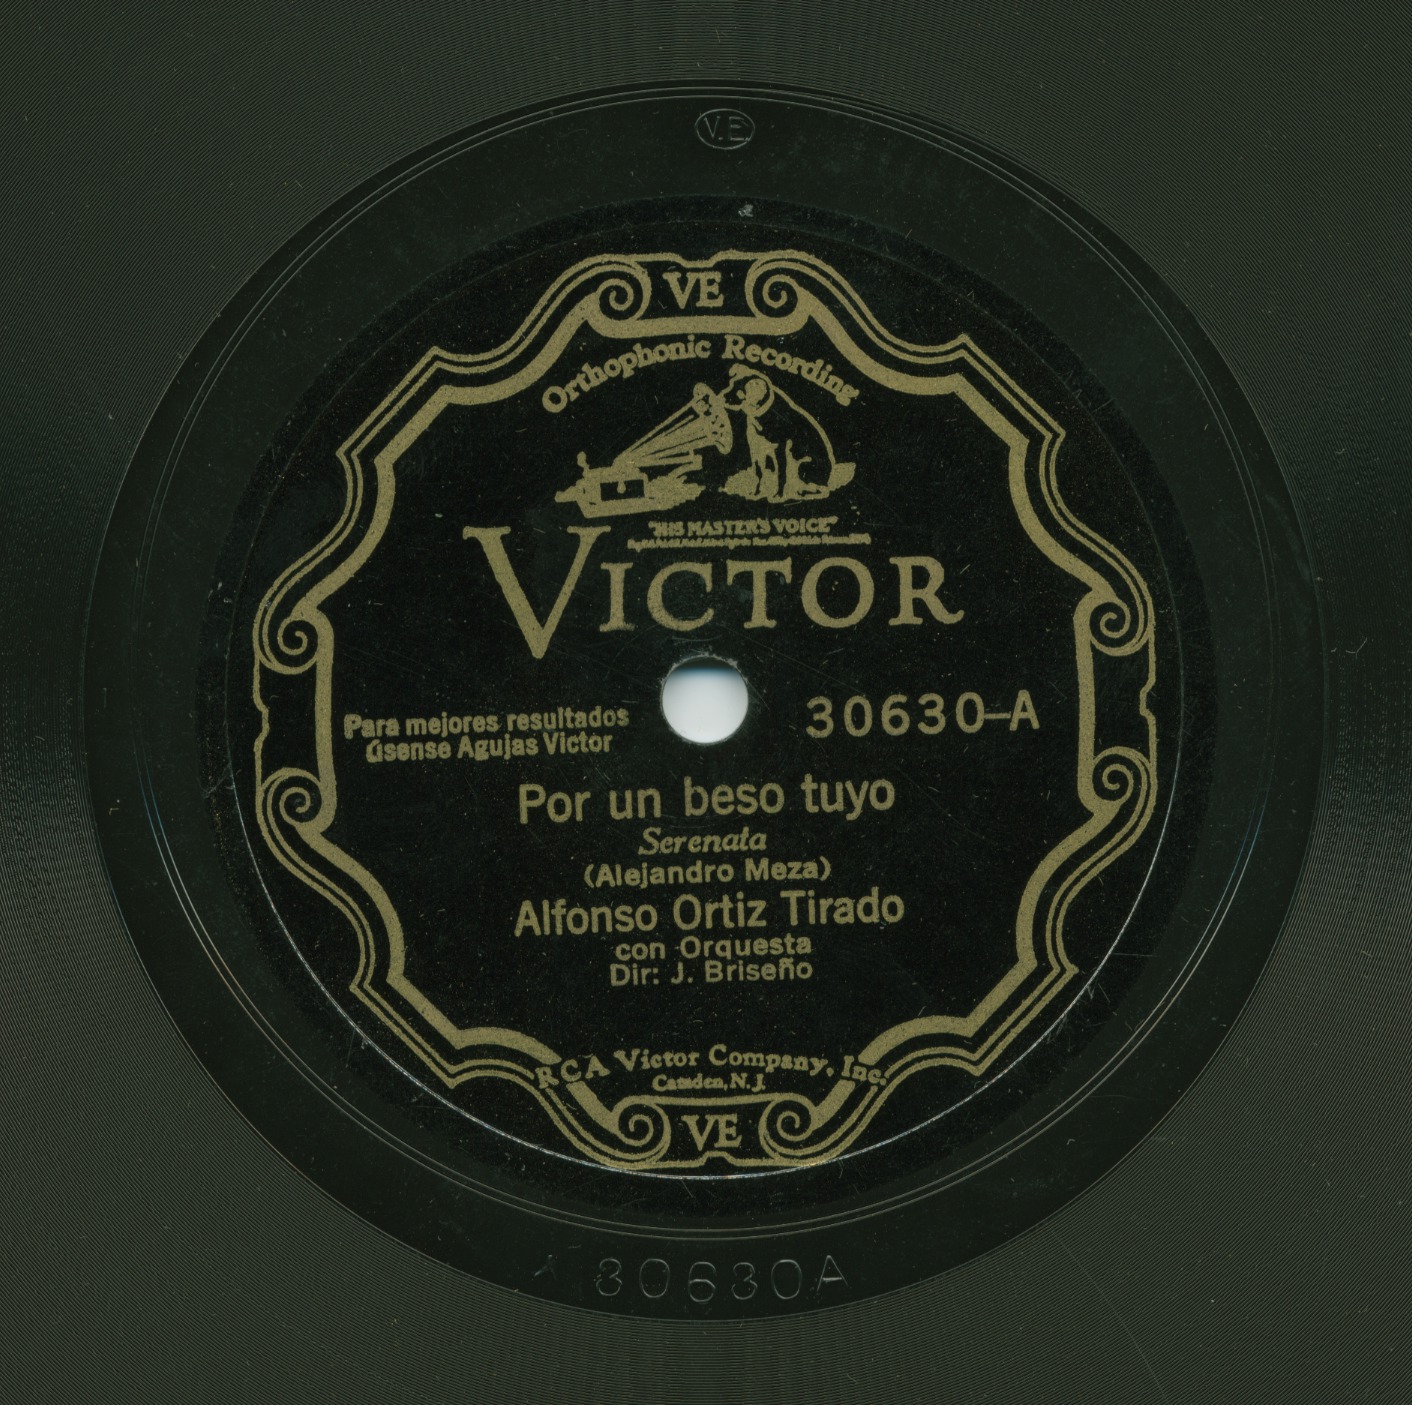 V.E.
VE
Orthophonic Recording
"HIS MASTER'S VOICE"
VICTOR
Para mejores resultados
úsense Agujas Victor
30630-A
Por un beso tuyo
Serenata
(Alejandro Meza)
Alfonso Ortiz Tirado
con Orquesta
Dir: J. Briseño
RCA Victor Company, Inc.
Camden, N. J.
VE
30630A